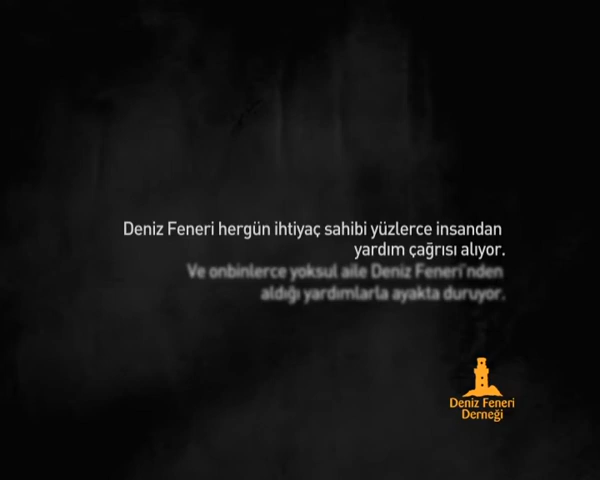 Deniz Feneri hergün ihtiyaç sahibi yüzlerce insandan
yardım çağrısı alıyor.
Ve onbinlerce yoksul aile Deniz Feneri'nden
aldığı yardımlarla ayakta duruyor.
Deniz Feneri
Derneği